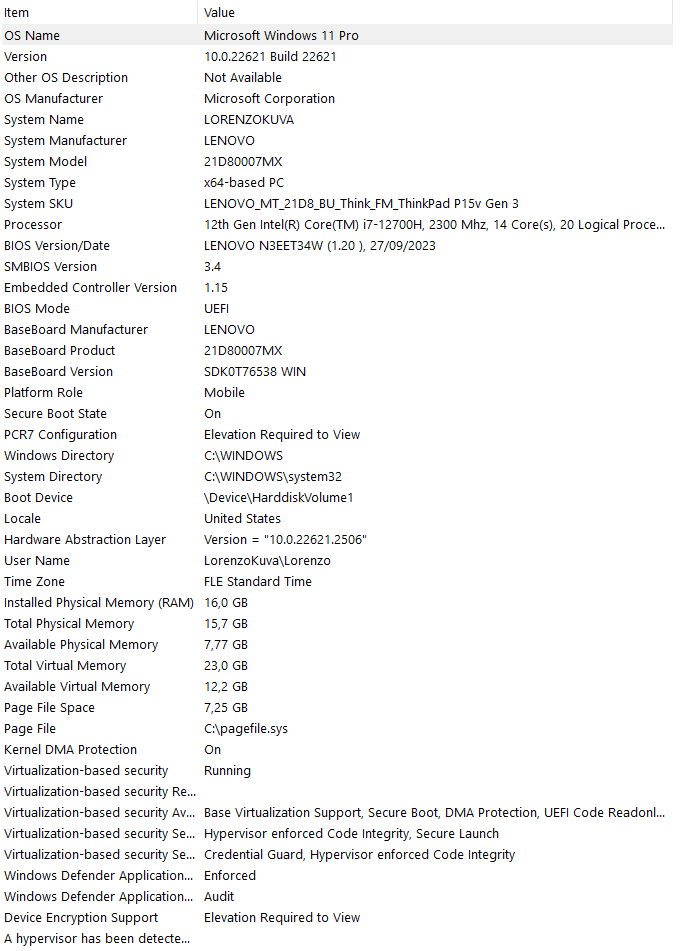 Item Value
OS Name Microsoft Windows 11 Pro
Version 10.0.22621 Build 22621
Other OS Description Not Available
OS Manufacturer Microsoft Corporation
System Name LORENZOKUVA
System Manufacturer LENOVO
System Model 21D80007MX
System Type x64-based PC
System SKU LENOVO_MT_21D8_BU_Think_FM_ThinkPad P15v Gen 3
Processor 12th Gen Intel(R) Core(TM) i7-12700H, 2300 Mhz, 14 Core(s), 20 Logical Proce...
BIOS Version/Date LENOVO N3EET34W (1.20 ), 27/09/2023
SMBIOS Version 3.4
Embedded Controller Version 1.15
BIOS Mode UEFI
BaseBoard Manufacturer LENOVO
BaseBoard Product 21D80007MX
BaseBoard Version SDK0T76538 WIN
Platform Role Mobile
Secure Boot State On
PCR7 Configuration Elevation Required to View
Windows Directory C:\WINDOWS
System Directory C:\WINDOWS\system32
Boot Device \Device\HarddiskVolume1
Locale United States
Hardware Abstraction Layer Version = "10.0.22621.2506"
User Name LorenzoKuva\Lorenzo
Time Zone FLE Standard Time
Installed Physical Memory (RAM) 16,0 GB
Total Physical Memory 15,7 GB
Available Physical Memory 7,77 GB
Total Virtual Memory 23,0 GB
Available Virtual Memory 12,2 GB
Page File Space 7,25 GB
Page File C:\pagefile.sys
Kernel DMA Protection On
Virtualization-based security Running
Virtualization-based security Re...
Virtualization-based security Av... Base Virtualization Support, Secure Boot, DMA Protection, UEFI Code Readonl...
Virtualization-based security Se... Hypervisor enforced Code Integrity, Secure Launch
Virtualization-based security Se... Credential Guard, Hypervisor enforced Code Integrity
Windows Defender Application... Enforced
Windows Defender Application... Audit
Device Encryption Support Elevation Required to View
A hypervisor has been detecte...